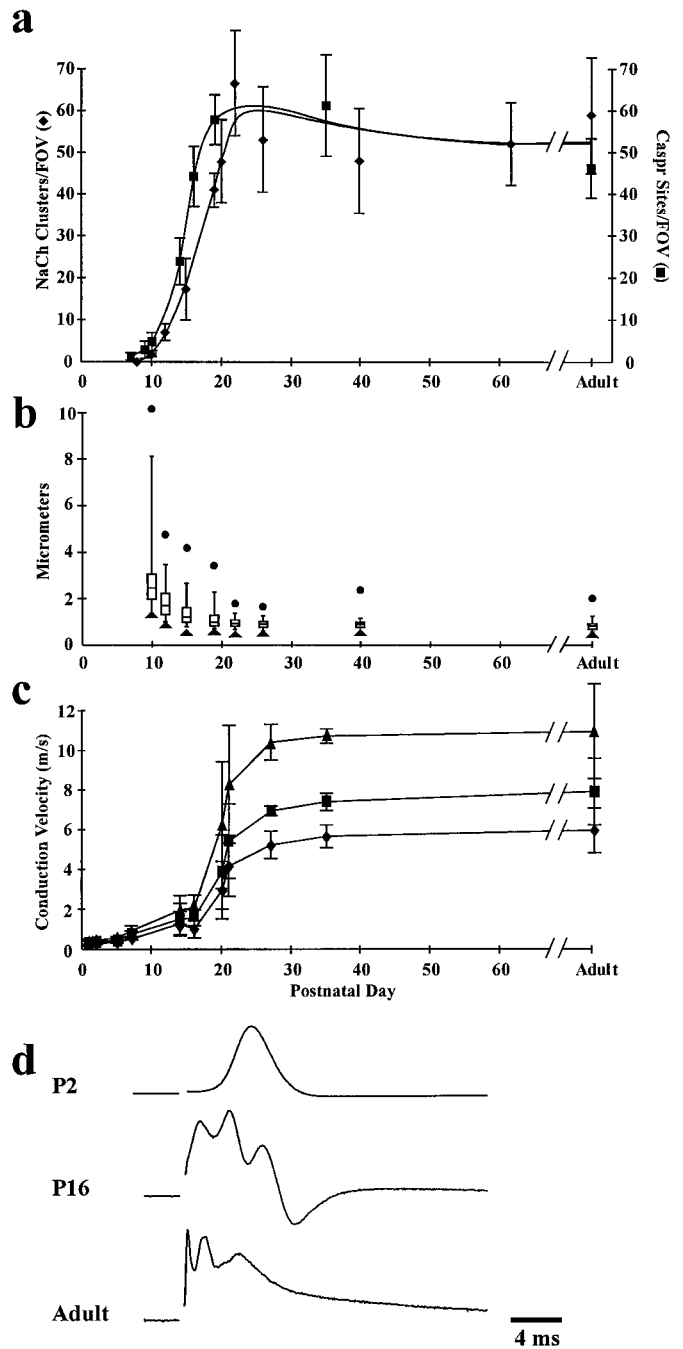 a
70
60
50
40
30
20
10
0
NaCh Clusters/FOV (◆)
70
60
50
40
30
20
10
0
Caspr Sites/FOV (■)
0 10 20 30 40 50 60 Adult
b
10
8
6
4
2
0
Micrometers
0 10 20 30 40 50 60 Adult
c
12
10
8
6
4
2
0
Conduction Velocity (m/s)
0 10 20 30 40 50 60 Adult
Postnatal Day
d
P2
P16
Adult
4 ms